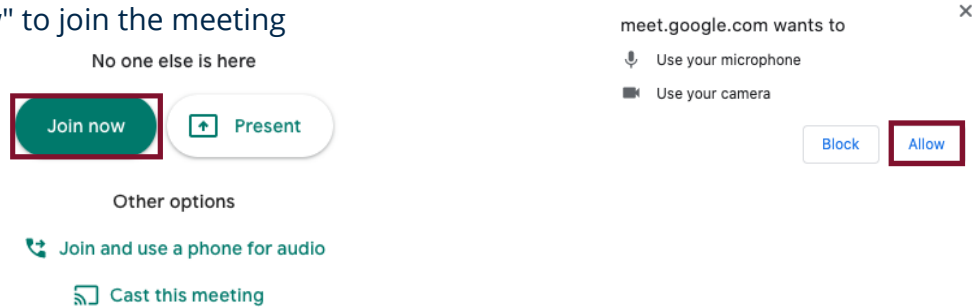 to join the meeting
No one else is here
Join now
Present
Other options
Join and use a phone for audio
Cast this meeting
meet.google.com wants to
Use your microphone
Use your camera
Block
Allow